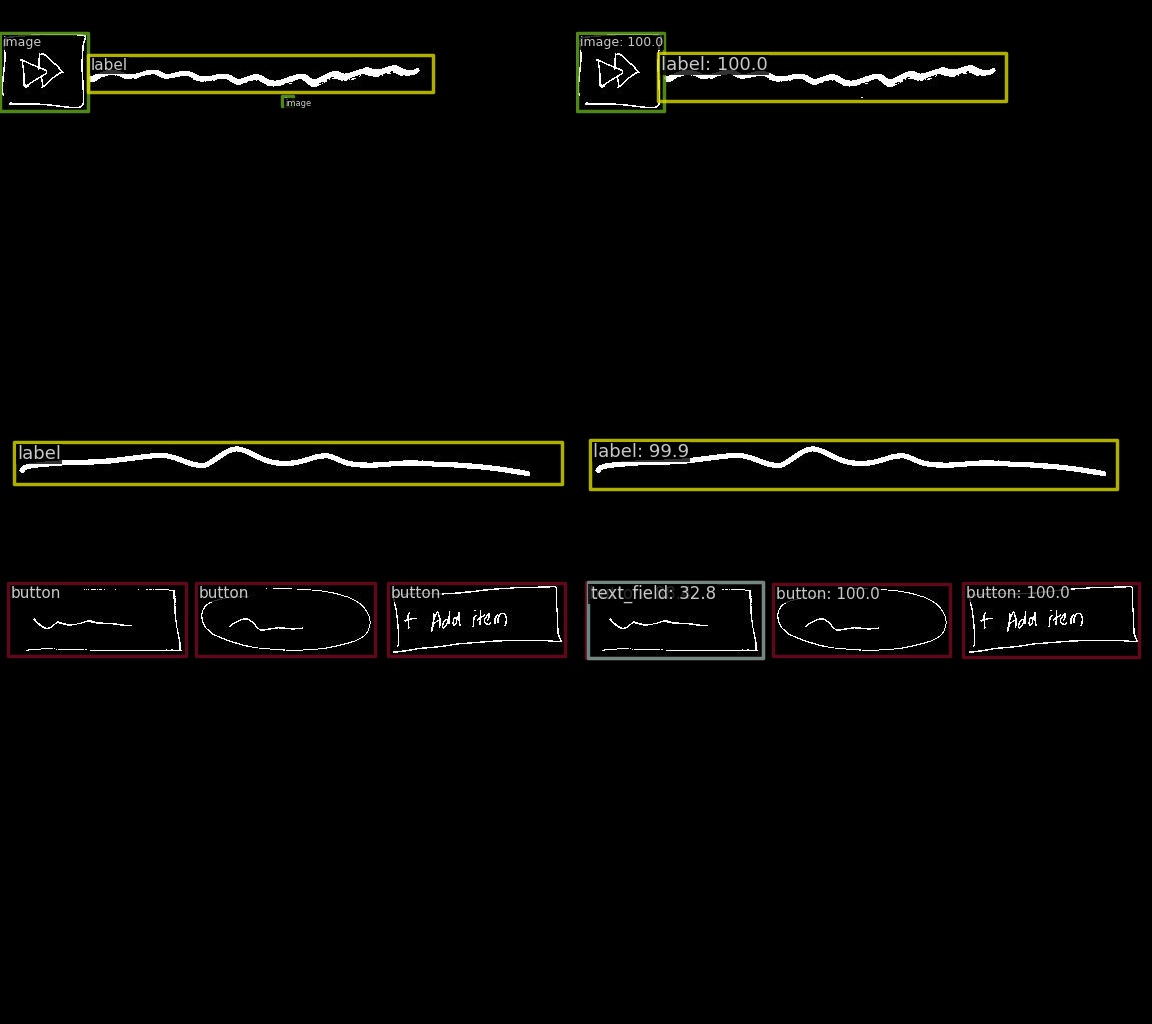 image image: 100.0
label label: 100.0
image
label label: 99.9
button button button text_field: 32.8 button: 100.0 button: 100.0
+ Add item + Add item